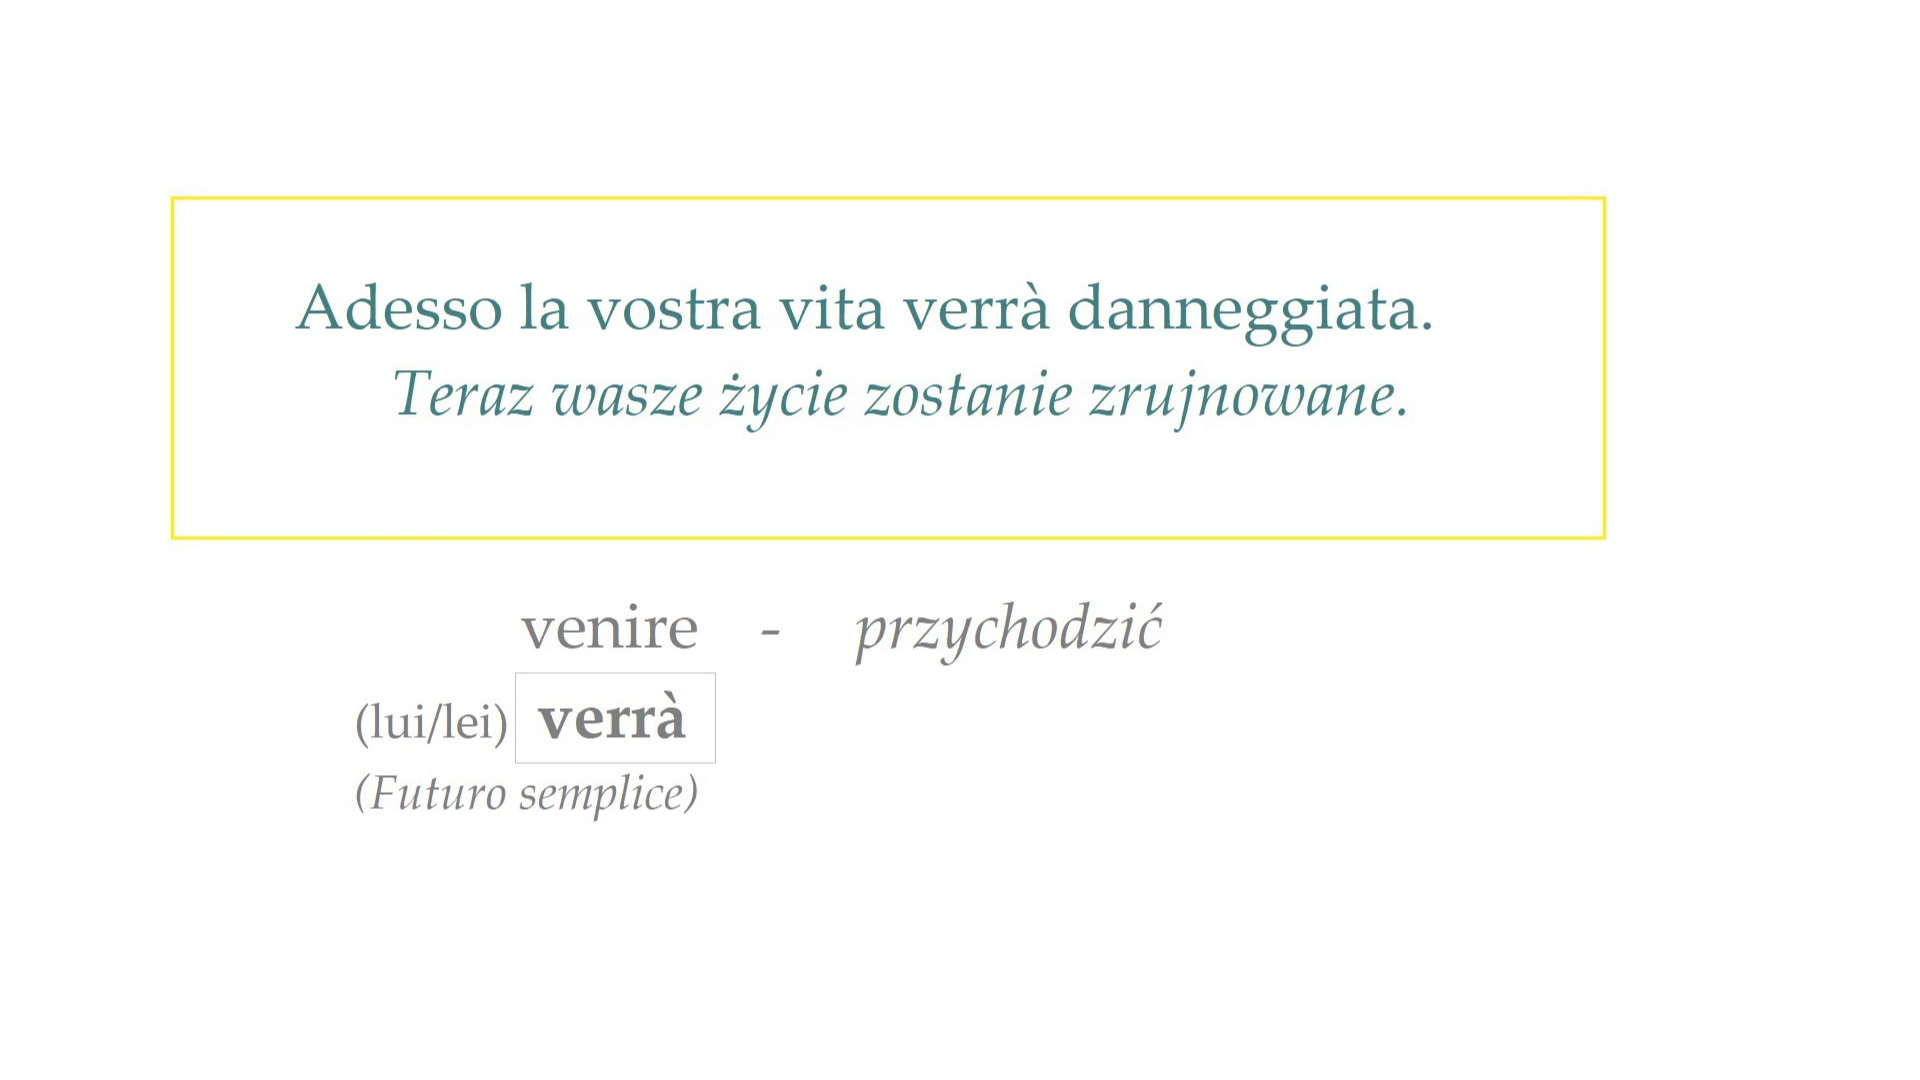 Adesso la vostra vita verrà danneggiata.
Teraz wasze życie zostanie zrujnowane.
venire - przychodzić
(lui/lei) verrà
(Futuro semplice)